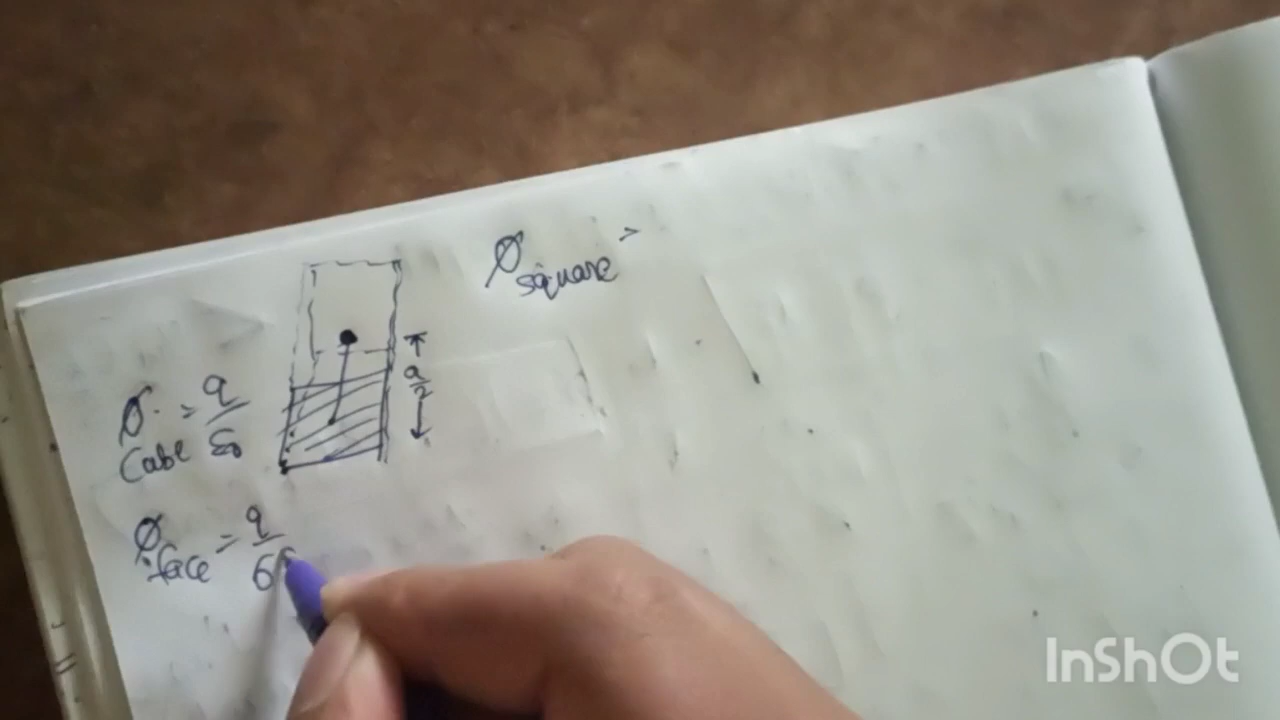 Φ square =
a/2
Φ Cube = q/ε₀
Φ face = q/6ε
InShOt